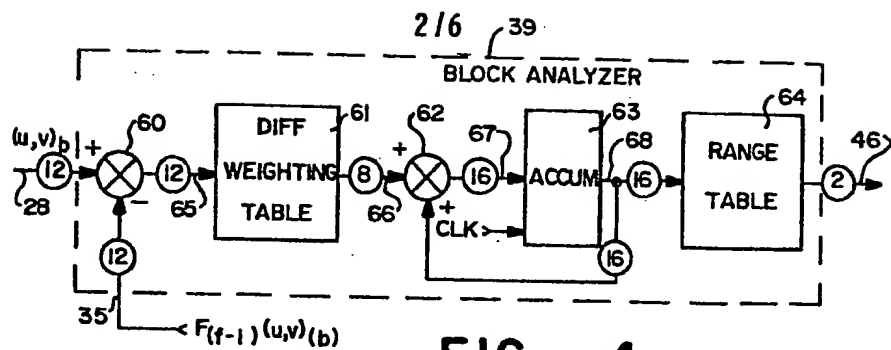 2/6
39
BLOCK ANALYZER
(u,v)b
12
28
+
60
−
12
65
DIFF
WEIGHTING
TABLE
61
8
66
+
62
+
16
67
CLK
ACCUM
63
68
16
16
RANGE
TABLE
64
2
46
12
35
F(f-1)(u,v)(b)